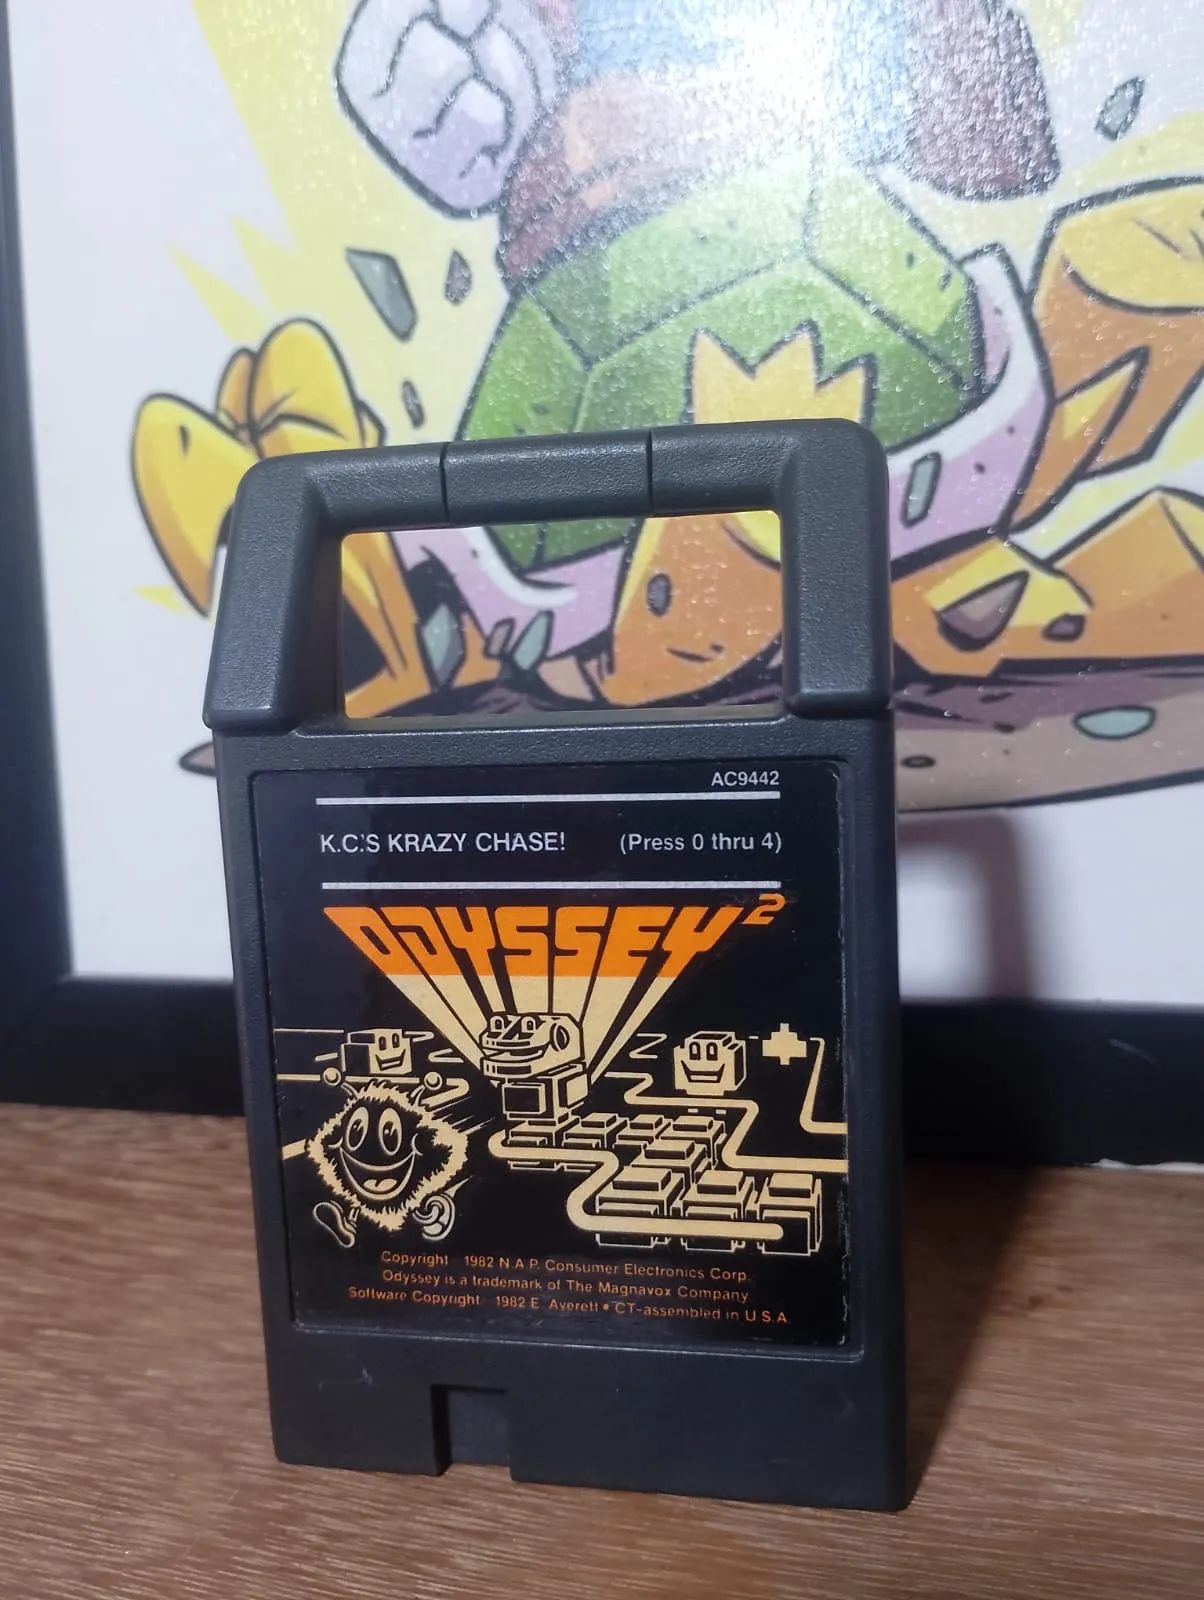 AC9442
K.C.'S KRAZY CHASE! (Press 0 thru 4)
ODYSSEY²
Copyright 1982 N.A.P. Consumer Electronics Corp.
Odyssey is a trademark of The Magnavox Company
Software Copyright 1982 E. Averett • CT-assembled in U.S.A.